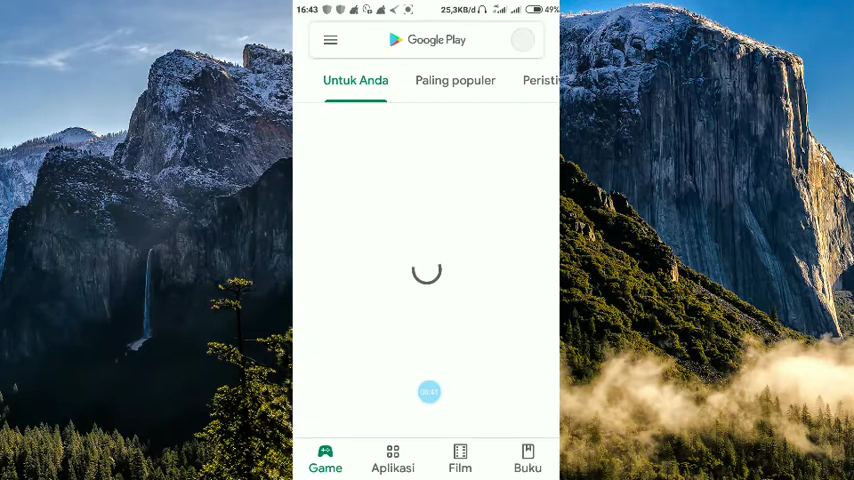 16:43 25,3KB/d 49%
Google Play
Untuk Anda Paling populer Peristi
Game Aplikasi Film Buku